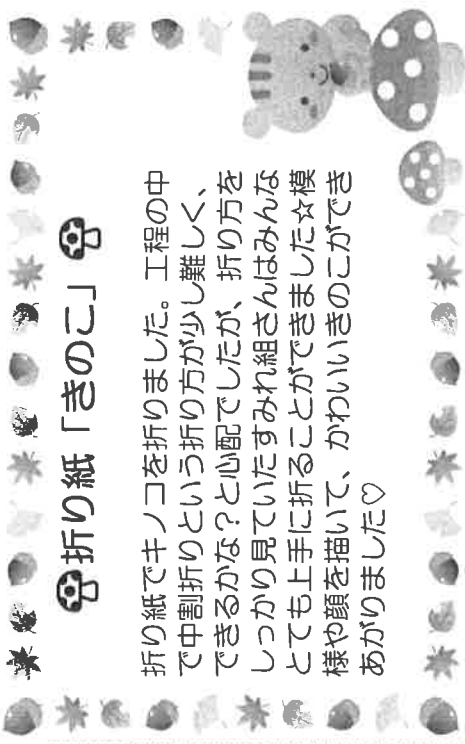 折り紙「きのこ」
折り紙でキノコを折りました。工程の中
で中割折りという折り方が少し難しく、
できるかな？と心配でしたが、折り方を
しっかり見ていたすみれ組さんはみんな
とても上手に折ることができました☆模
様や顔を描いて、かわいいきのこができ
あがりました♡